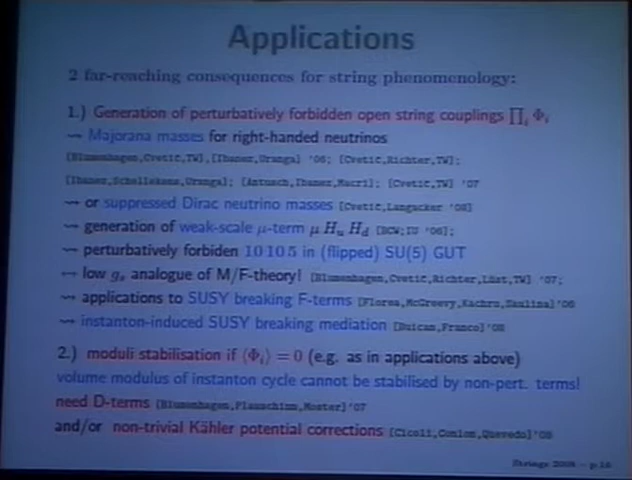 Applications
2 far-reaching consequences for string phenomenology:
1.) Generation of perturbatively forbidden open string couplings ∏ᵢ Φᵢ
⇝ Majorana masses for right-handed neutrinos
[Blumenhagen,Cvetič,TW],[Ibanez,Uranga] '06; [Cvetič,Richter,TW];
[Ibanez,Schellekens,Uranga]; [Antusch,Ibanez,Macri]; [Cvetič,TW] '07
⇝ or suppressed Dirac neutrino masses [Cvetič,Langacker '08]
⇝ generation of weak-scale μ-term μ Hᵤ H_d [BCW;IU '06];
⇝ perturbatively forbiden 10 10 5 in (flipped) SU(5) GUT
⇝ low gₛ analogue of M/F-theory! [Blumenhagen,Cvetič,Richter,Lüst,TW] '07;
⇝ applications to SUSY breaking F-terms [Florea,McGreevy,Kachru,Saulina]'06
⇝ instanton-induced SUSY breaking mediation [Buican,Franco]'08
2.) moduli stabilisation if ⟨Φᵢ⟩ = 0 (e.g. as in applications above)
volume modulus of instanton cycle cannot be stabilised by non-pert. terms!
need D-terms [Blumenhagen,Plauschinn,Moster]'07
and/or non-trivial Kähler potential corrections [Cicoli,Conlon,Quevedo]'08
Strings 2008 – p.16